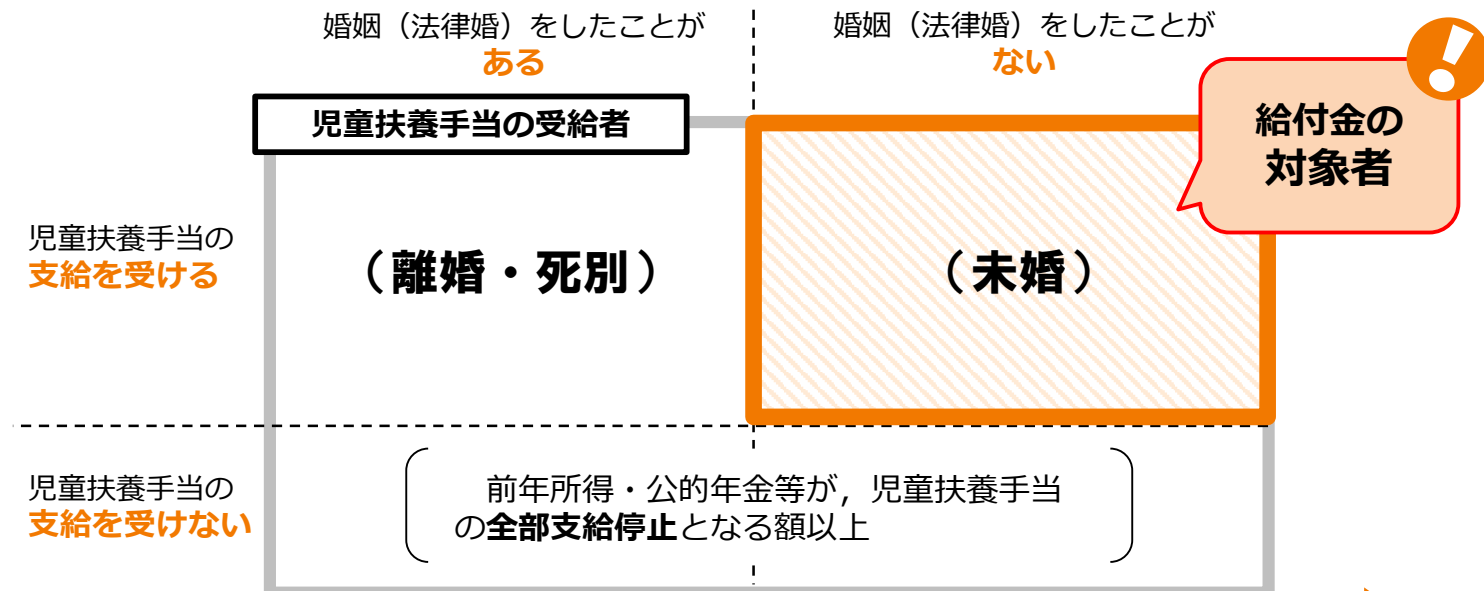 婚姻（法律婚）をしたことが
ある
婚姻（法律婚）をしたことが
ない
児童扶養手当の受給者
給付金の
対象者
児童扶養手当の
支給を受ける
（離婚・死別）
（未婚）
児童扶養手当の
支給を受けない
前年所得・公的年金等が，児童扶養手当
の全部支給停止となる額以上